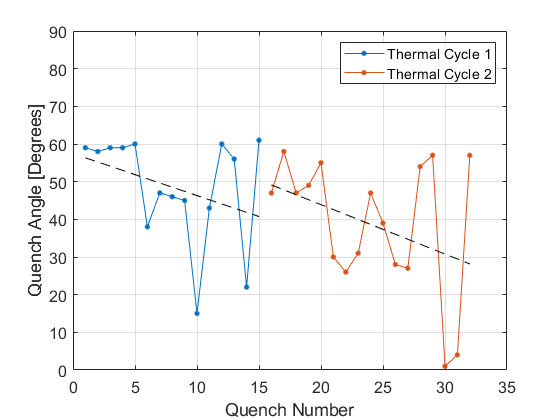 Thermal Cycle 1
Thermal Cycle 2
90
80
70
60
50
40
30
20
10
0
Quench Angle [Degrees]
0 5 10 15 20 25 30 35
Quench Number